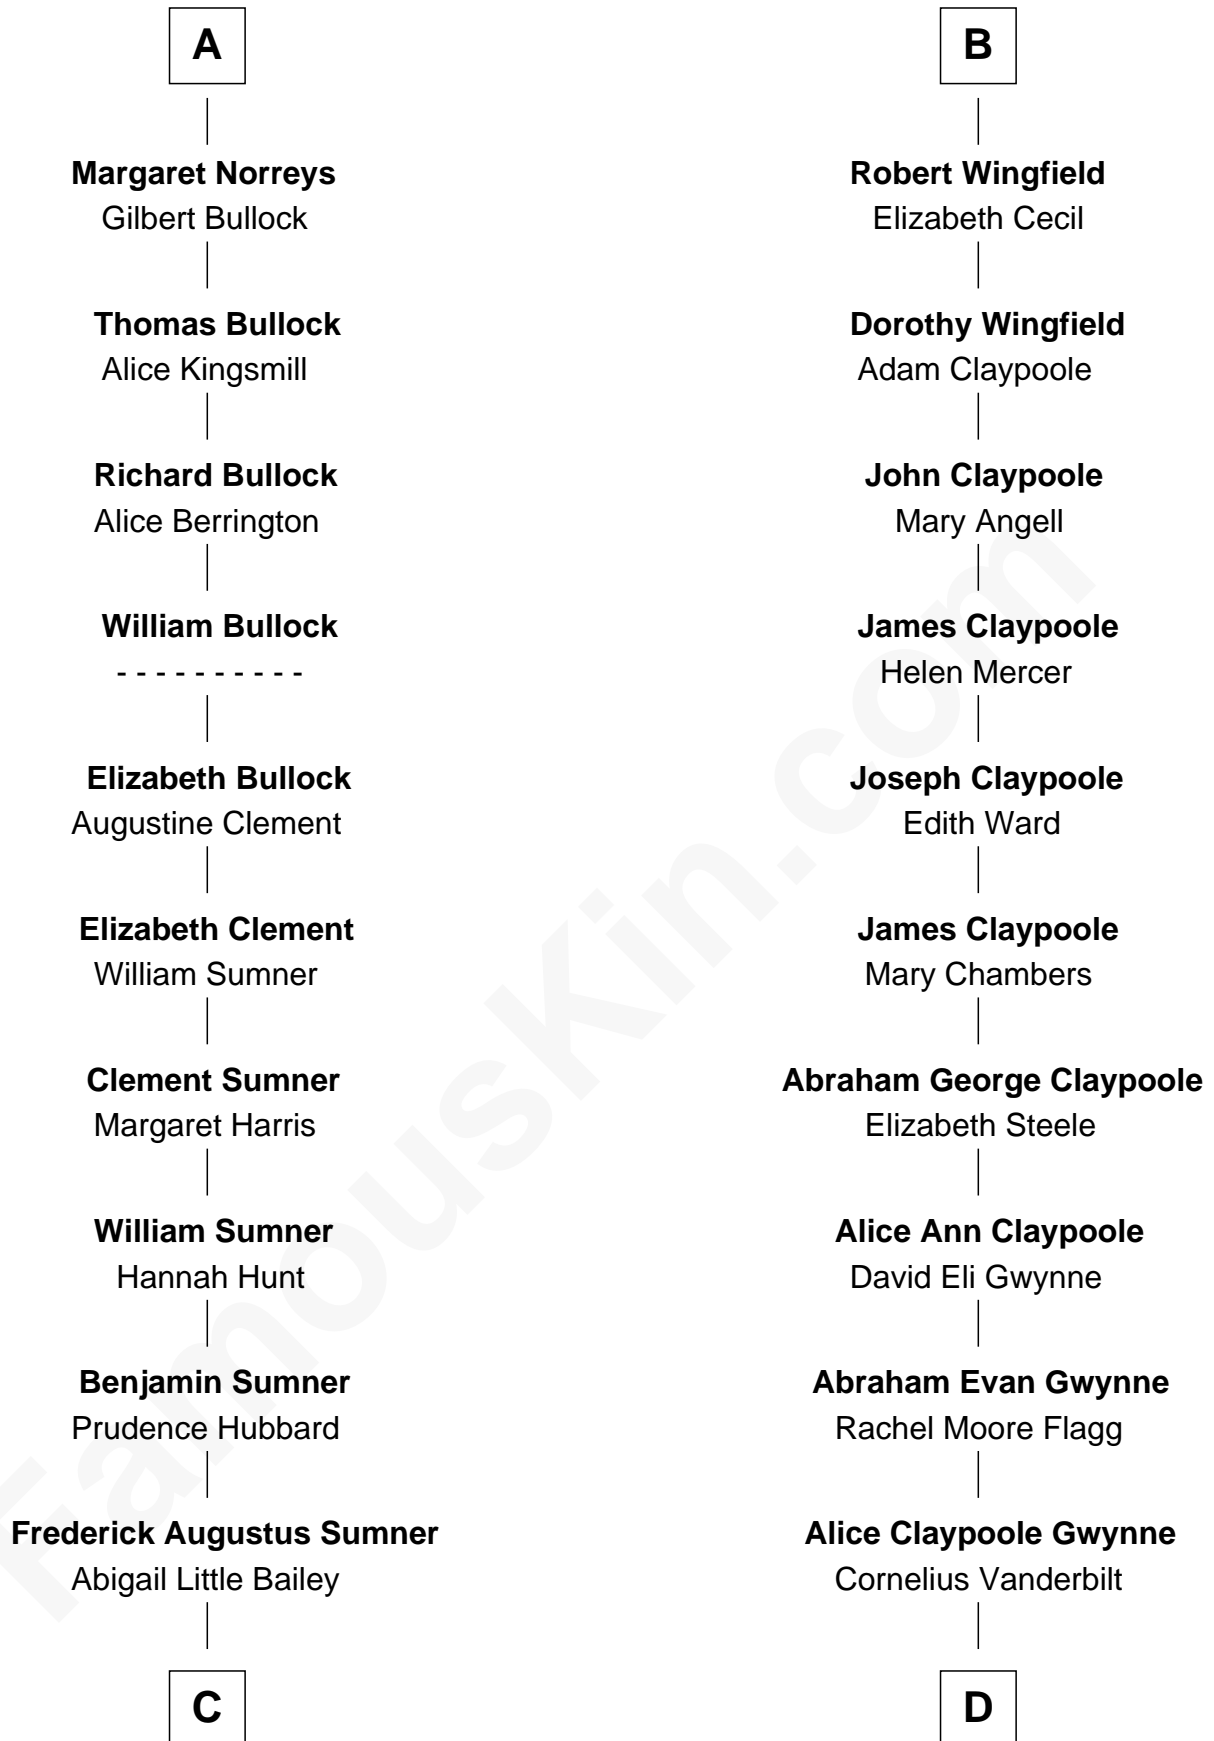 A
Margaret Norreys
Gilbert Bullock
Thomas Bullock
Alice Kingsmill
Richard Bullock
Alice Berrington
William Bullock
- - - - - - - - - -
Elizabeth Bullock
Augustine Clement
Elizabeth Clement
William Sumner
Clement Sumner
Margaret Harris
William Sumner
Hannah Hunt
Benjamin Sumner
Prudence Hubbard
Frederick Augustus Sumner
Abigail Little Bailey
C
B
Robert Wingfield
Elizabeth Cecil
Dorothy Wingfield
Adam Claypoole
John Claypoole
Mary Angell
James Claypoole
Helen Mercer
Joseph Claypoole
Edith Ward
James Claypoole
Mary Chambers
Abraham George Claypoole
Elizabeth Steele
Alice Ann Claypoole
David Eli Gwynne
Abraham Evan Gwynne
Rachel Moore Flagg
Alice Claypoole Gwynne
Cornelius Vanderbilt
D
FamousKin.com